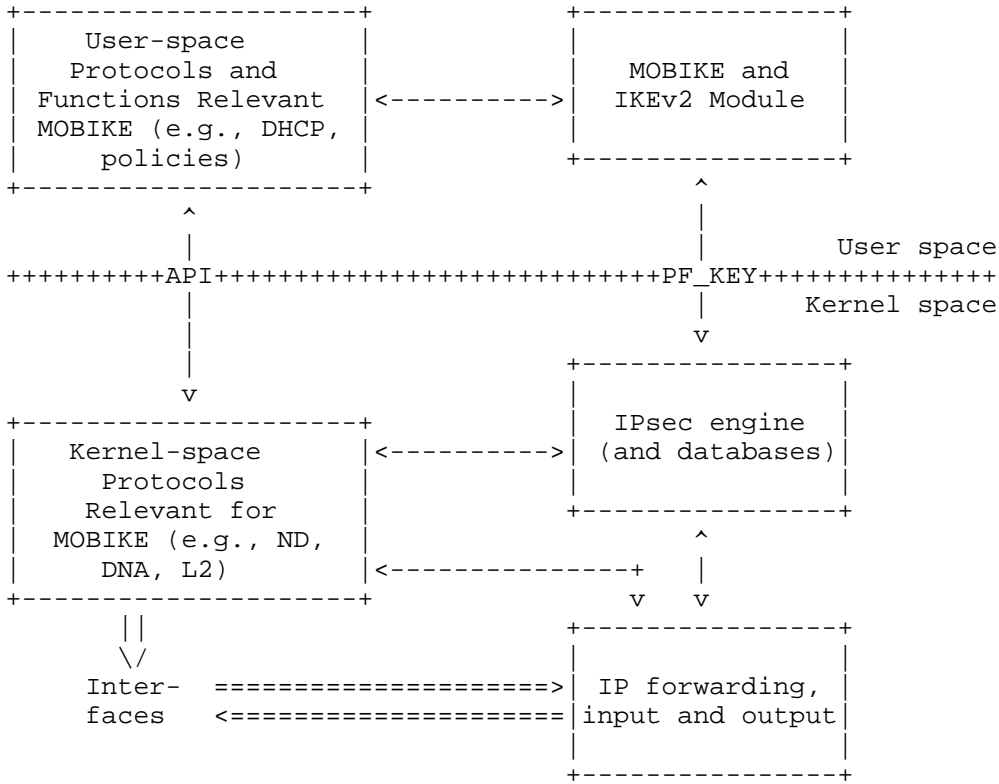 User-space
Protocols and
Functions Relevant
MOBIKE (e.g., DHCP,
policies)
MOBIKE and
IKEv2 Module
User space
API
PF_KEY
Kernel space
Kernel-space
Protocols
Relevant for
MOBIKE (e.g., ND,
DNA, L2)
IPsec engine
(and databases)
Inter-
faces
IP forwarding,
input and output